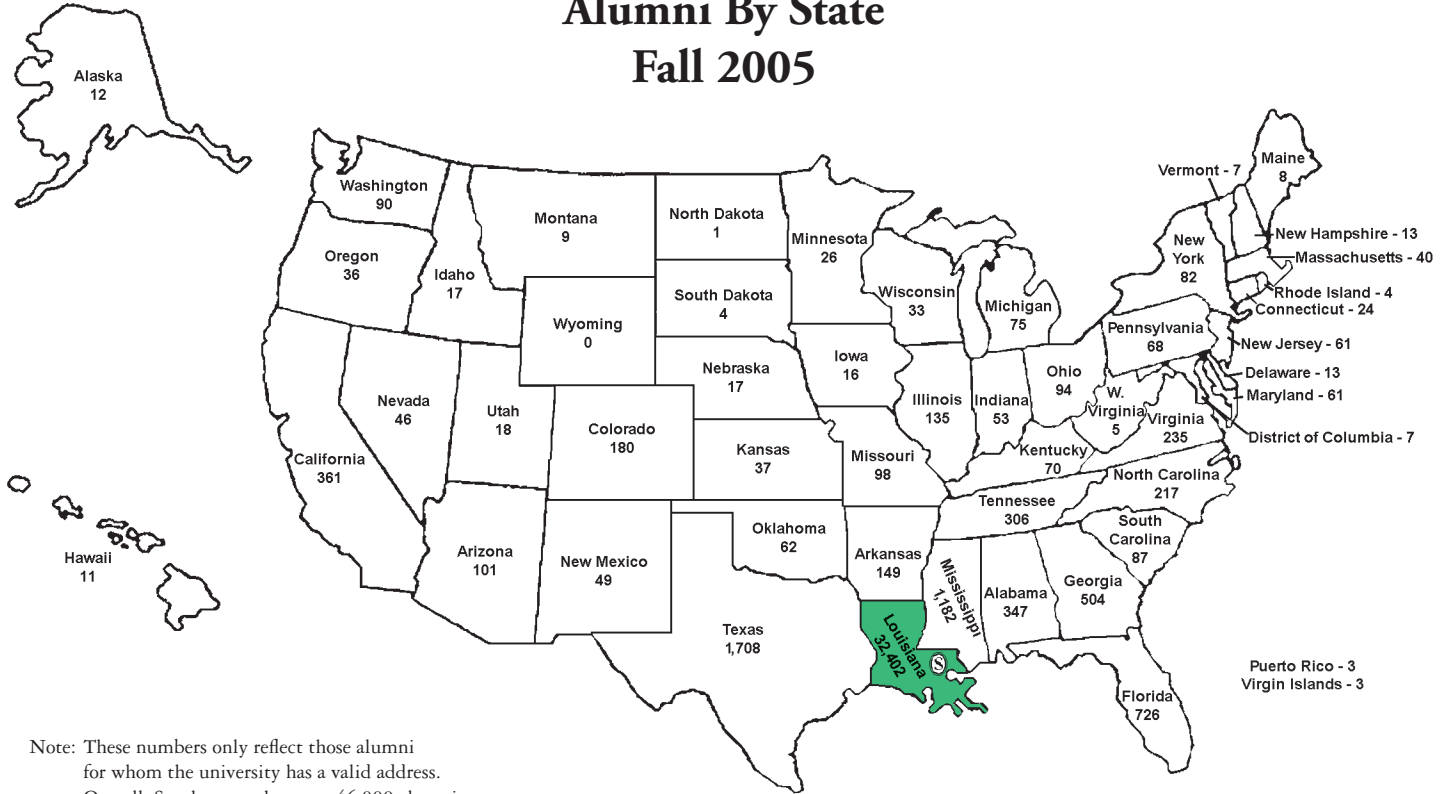 Alumni By State
Fall 2005
Alaska
12
Washington
90
Oregon
36
Idaho
17
Montana
9
Wyoming
0
North Dakota
1
South Dakota
4
Nebraska
17
Minnesota
26
Wisconsin
33
Michigan
75
Iowa
16
Illinois
135
Indiana
53
Ohio
94
Pennsylvania
68
New
York
82
Vermont - 7
Maine
8
New Hampshire - 13
Massachusetts - 40
Rhode Island - 4
Connecticut - 24
New Jersey - 61
Delaware - 13
Maryland - 61
District of Columbia - 7
W.
Virginia
5
Virginia
235
Kentucky
70
North Carolina
217
Tennessee
306
South
Carolina
87
California
361
Nevada
46
Utah
18
Colorado
180
Kansas
37
Missouri
98
Arizona
101
New Mexico
49
Oklahoma
62
Arkansas
149
Texas
1,708
Louisiana
32,402
S
Mississippi
1,182
Alabama
347
Georgia
504
Florida
726
Hawaii
11
Puerto Rico - 3
Virgin Islands - 3
Note: These numbers only reflect those alumni
for whom the university has a valid address.